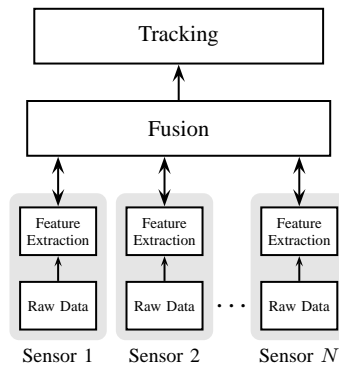 Tracking
Fusion
Feature Feature Feature
Extraction Extraction Extraction
Raw Data Raw Data ... Raw Data
Sensor 1 Sensor 2 Sensor N